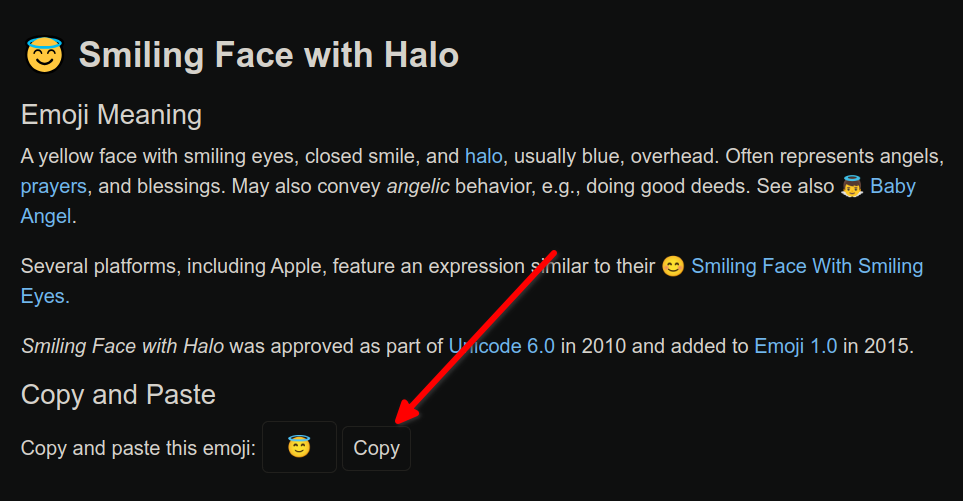 😇 Smiling Face with Halo
Emoji Meaning
A yellow face with smiling eyes, closed smile, and halo, usually blue, overhead. Often represents angels,
prayers, and blessings. May also convey angelic behavior, e.g., doing good deeds. See also 👼 Baby
Angel.
Several platforms, including Apple, feature an expression similar to their 😊 Smiling Face With Smiling
Eyes.
Smiling Face with Halo was approved as part of Unicode 6.0 in 2010 and added to Emoji 1.0 in 2015.
Copy and Paste
Copy and paste this emoji: 😇 Copy